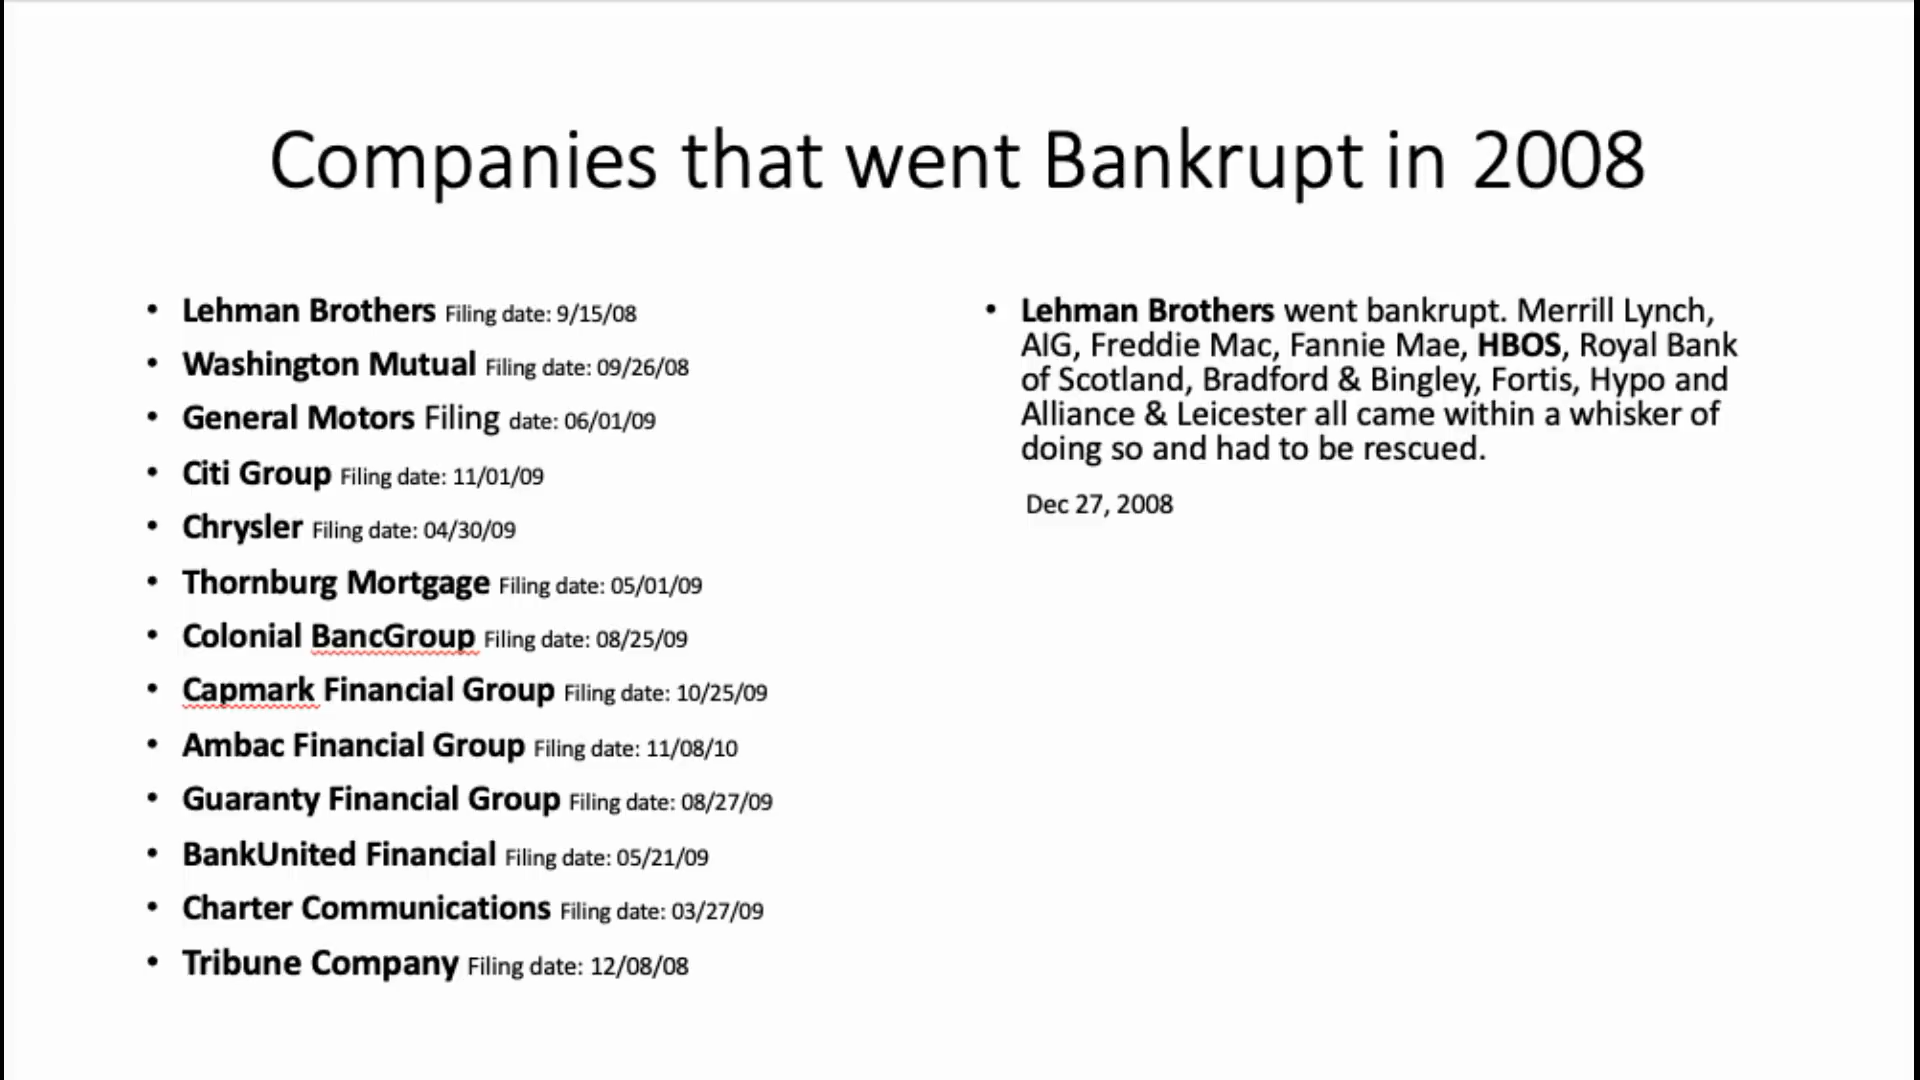 Companies that went Bankrupt in 2008
• Lehman Brothers Filing date: 9/15/08
• Washington Mutual Filing date: 09/26/08
• General Motors Filing date: 06/01/09
• Citi Group Filing date: 11/01/09
• Chrysler Filing date: 04/30/09
• Thornburg Mortgage Filing date: 05/01/09
• Colonial BancGroup Filing date: 08/25/09
• Capmark Financial Group Filing date: 10/25/09
• Ambac Financial Group Filing date: 11/08/10
• Guaranty Financial Group Filing date: 08/27/09
• BankUnited Financial Filing date: 05/21/09
• Charter Communications Filing date: 03/27/09
• Tribune Company Filing date: 12/08/08
• Lehman Brothers went bankrupt. Merrill Lynch,
AIG, Freddie Mac, Fannie Mae, HBOS, Royal Bank
of Scotland, Bradford & Bingley, Fortis, Hypo and
Alliance & Leicester all came within a whisker of
doing so and had to be rescued.
Dec 27, 2008